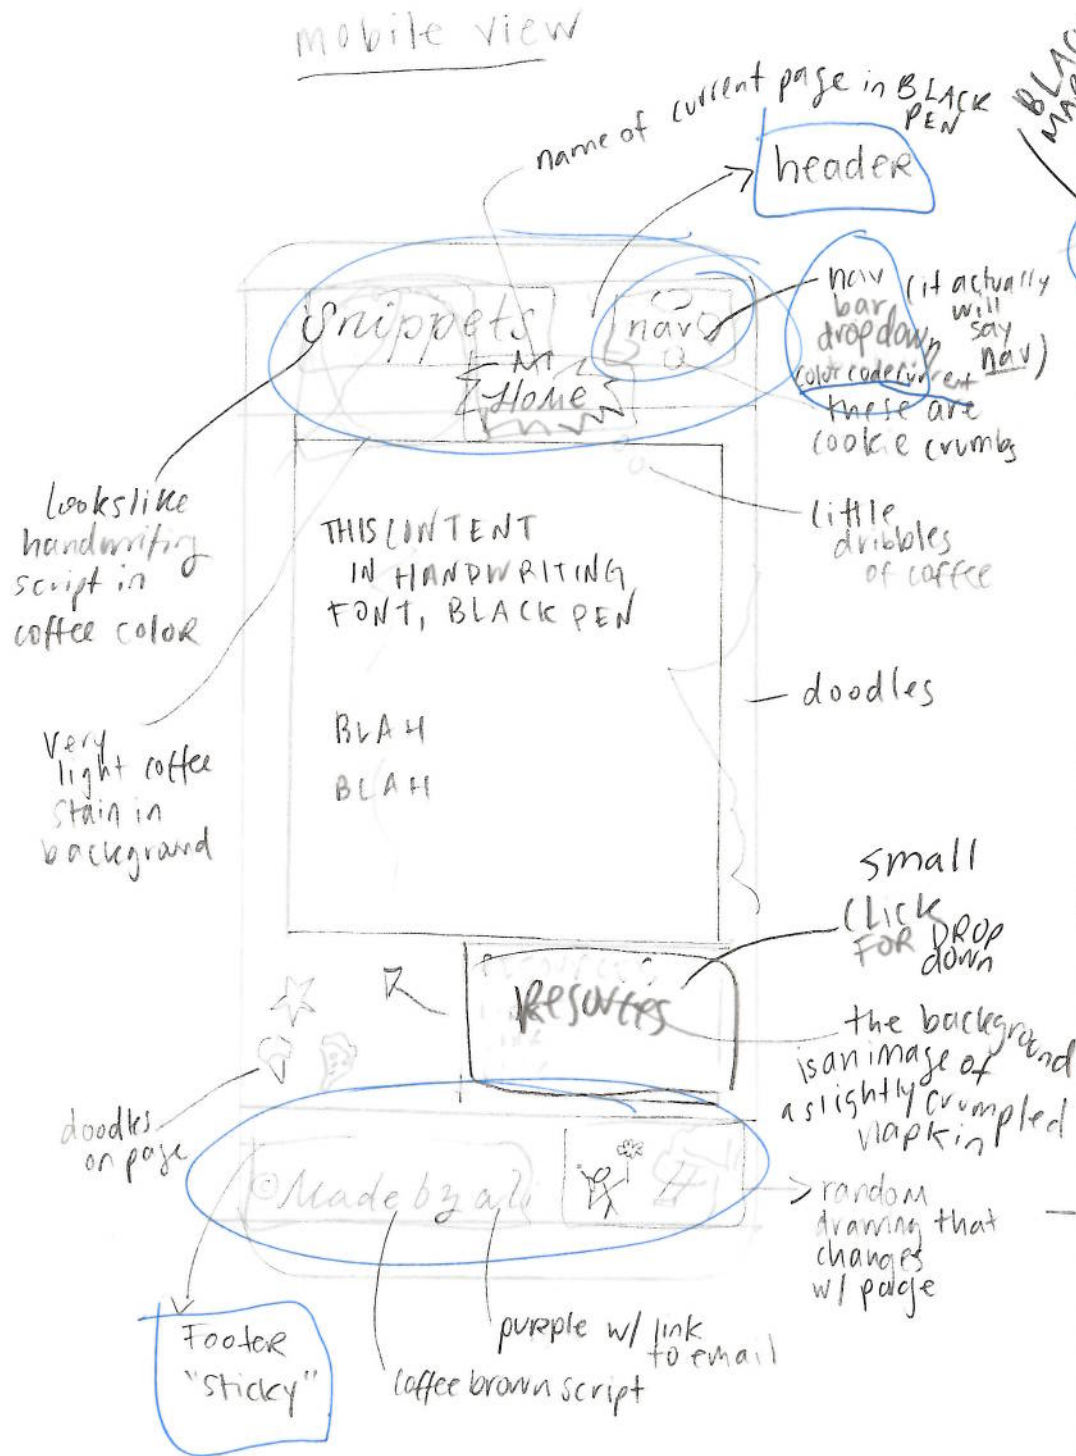 mobile view
name of current page in BLACK
PEN
BLACK
header
Snippets
nav
Home
nav (it actually
bar will
dropdown say
color code current nav)
these are
cookie crumbs
looks like
handwriting
script in
coffee color
little
dribbles
of coffee
THIS CONTENT
IN HANDWRITING
FONT, BLACK PEN
doodles
BLAH
BLAH
very
light coffee
stain in
background
small
CLICK
FOR DROP
DOWN
Resources
the background
is an image of
a slightly crumpled
napkin
doodles
on page
© Made by ali
random
drawing that
changes
w/ page
purple w/ link
to email
coffee brown script
Footer
"sticky"